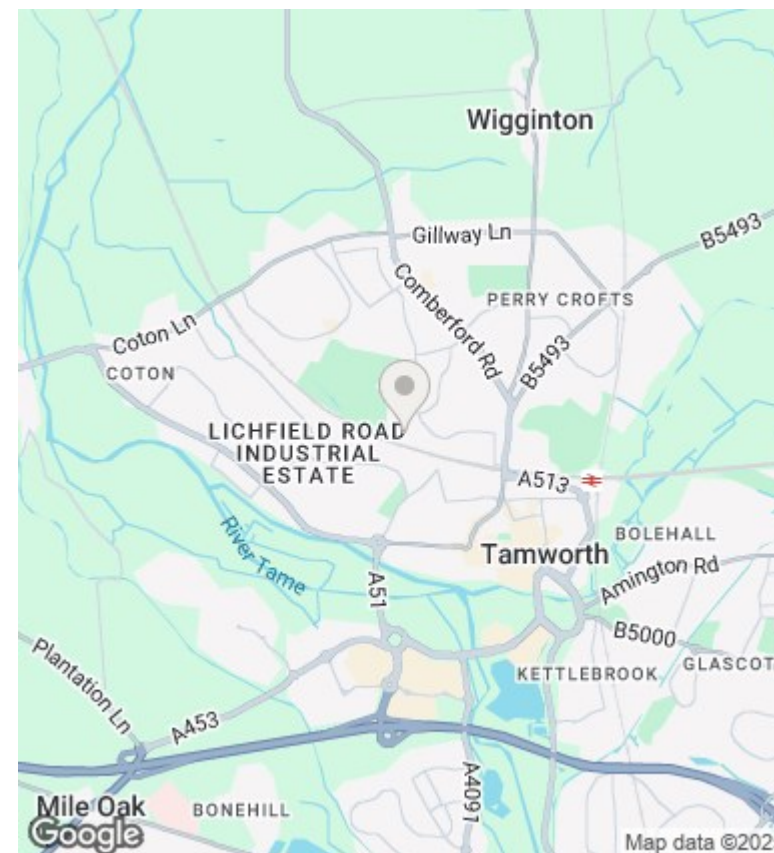 Wigginton
B5493
Gillway Ln
Comberford Rd
PERRY CROFTS
Coton Ln
B5493
COTON
LICHFIELD ROAD
INDUSTRIAL
ESTATE
A513
River Tame
BOLEHALL
Tamworth
Amington Rd
A51
B5000
Plantation Ln
KETTLEBROOK
GLASCOT
A453
A4091
Mile Oak
BONEHILL
Google
Map data ©202